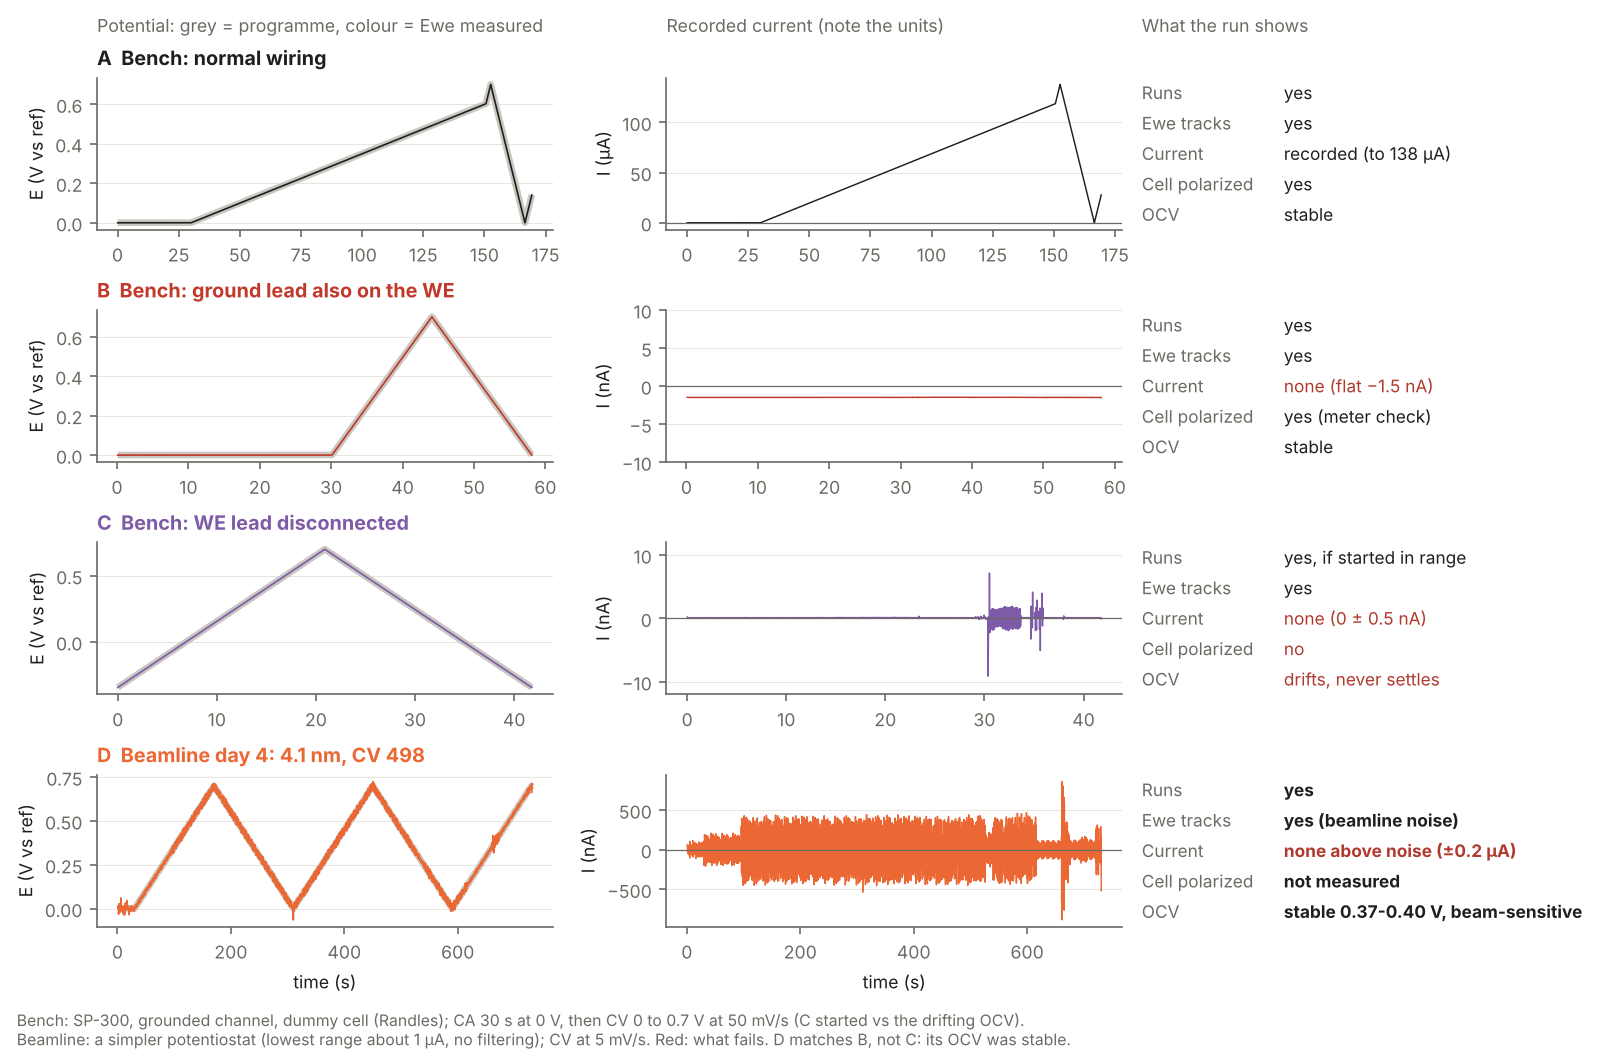 Potential: grey = programme, colour = Ewe measured
Recorded current (note the units)
What the run shows
A Bench: normal wiring
E (V vs ref)
0.6
0.4
0.2
0.0
0 25 50 75 100 125 150 175
I (µA)
100
50
0
0 25 50 75 100 125 150 175
Runs yes
Ewe tracks yes
Current recorded (to 138 µA)
Cell polarized yes
OCV stable
B Bench: ground lead also on the WE
E (V vs ref)
0.6
0.4
0.2
0.0
0 10 20 30 40 50 60
I (nA)
10
5
0
−5
−10
0 10 20 30 40 50 60
Runs yes
Ewe tracks yes
Current none (flat −1.5 nA)
Cell polarized yes (meter check)
OCV stable
C Bench: WE lead disconnected
E (V vs ref)
0.5
0.0
0 10 20 30 40
I (nA)
10
0
−10
0 10 20 30 40
Runs yes, if started in range
Ewe tracks yes
Current none (0 ± 0.5 nA)
Cell polarized no
OCV drifts, never settles
D Beamline day 4: 4.1 nm, CV 498
E (V vs ref)
0.75
0.50
0.25
0.00
0 200 400 600
time (s)
I (nA)
500
0
−500
0 200 400 600
time (s)
Runs yes
Ewe tracks yes (beamline noise)
Current none above noise (±0.2 µA)
Cell polarized not measured
OCV stable 0.37-0.40 V, beam-sensitive
Bench: SP-300, grounded channel, dummy cell (Randles); CA 30 s at 0 V, then CV 0 to 0.7 V at 50 mV/s (C started vs the drifting OCV).
Beamline: a simpler potentiostat (lowest range about 1 µA, no filtering); CV at 5 mV/s. Red: what fails. D matches B, not C: its OCV was stable.